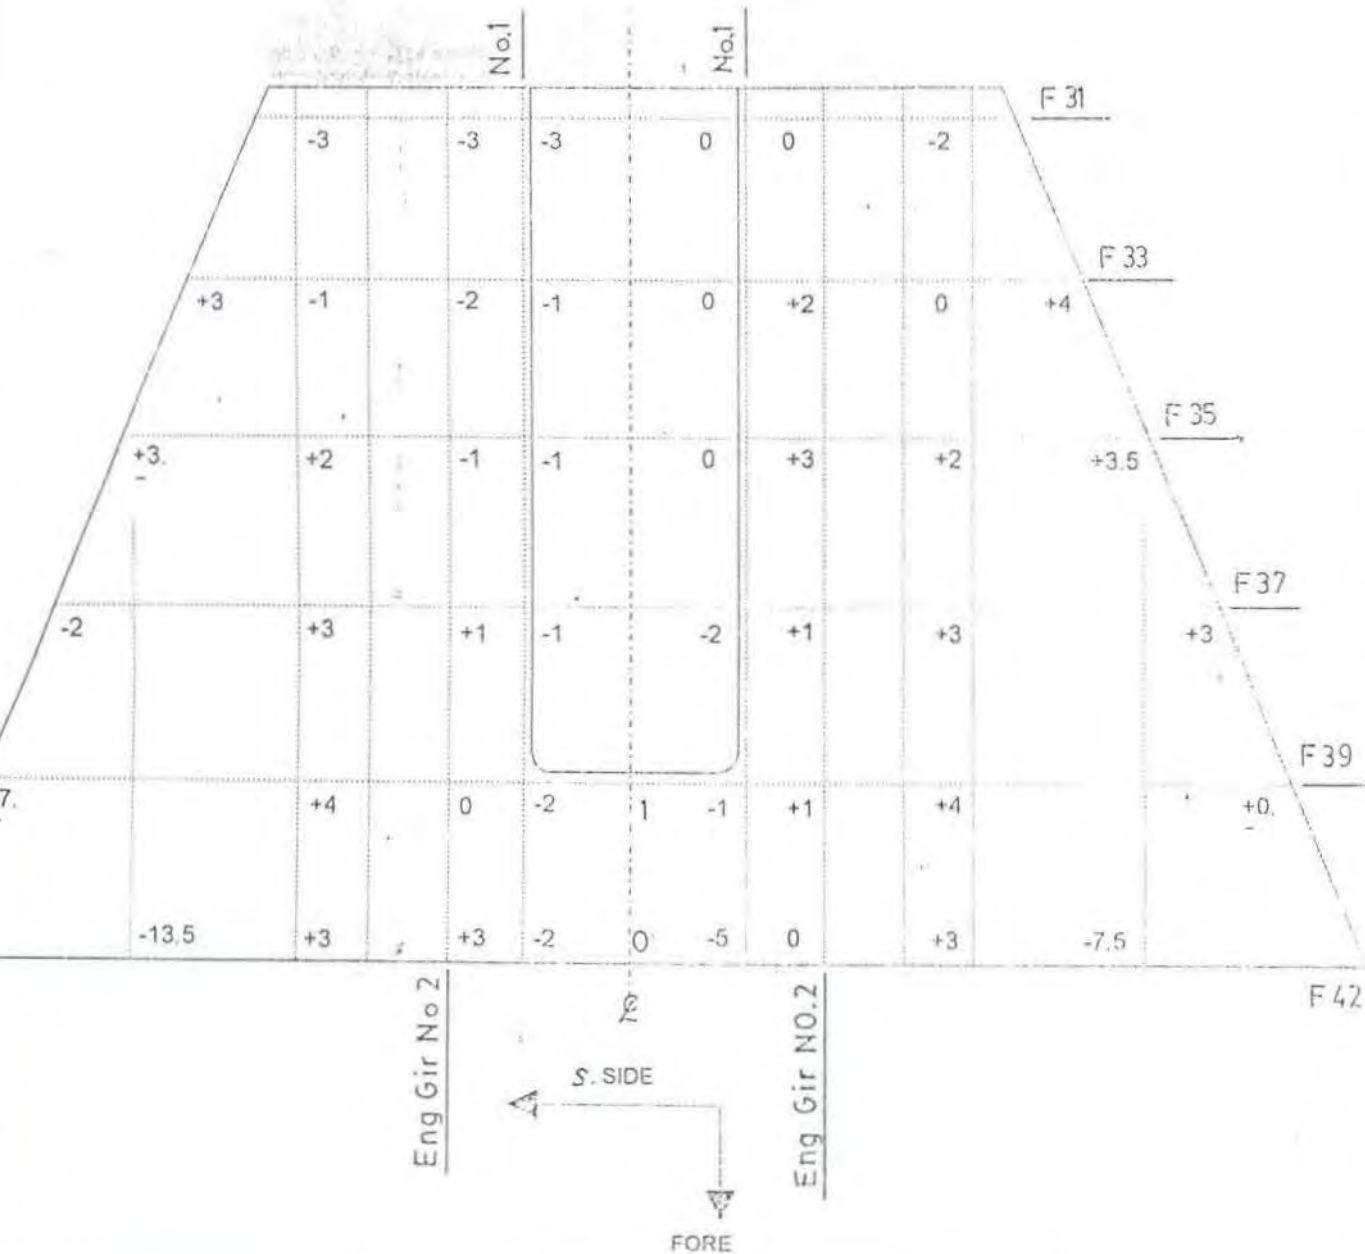 No.1 No.1
F 31
-3 -3 -3 0 0 -2
F 33
+3 -1 -2 -1 0 +2 0 +4
F 35
+3. +2 -1 -1 0 +3 +2 +3.5
F 37
-2 +3 +1 -1 -2 +1 +3 +3
F 39
7. +4 0 -2 1 -1 +1 +4 +0.
-13.5 +3 +3 -2 0 -5 0 +3 -7.5
F 42
Eng Gir No 2
℄
Eng Gir NO.2
S. SIDE
FORE